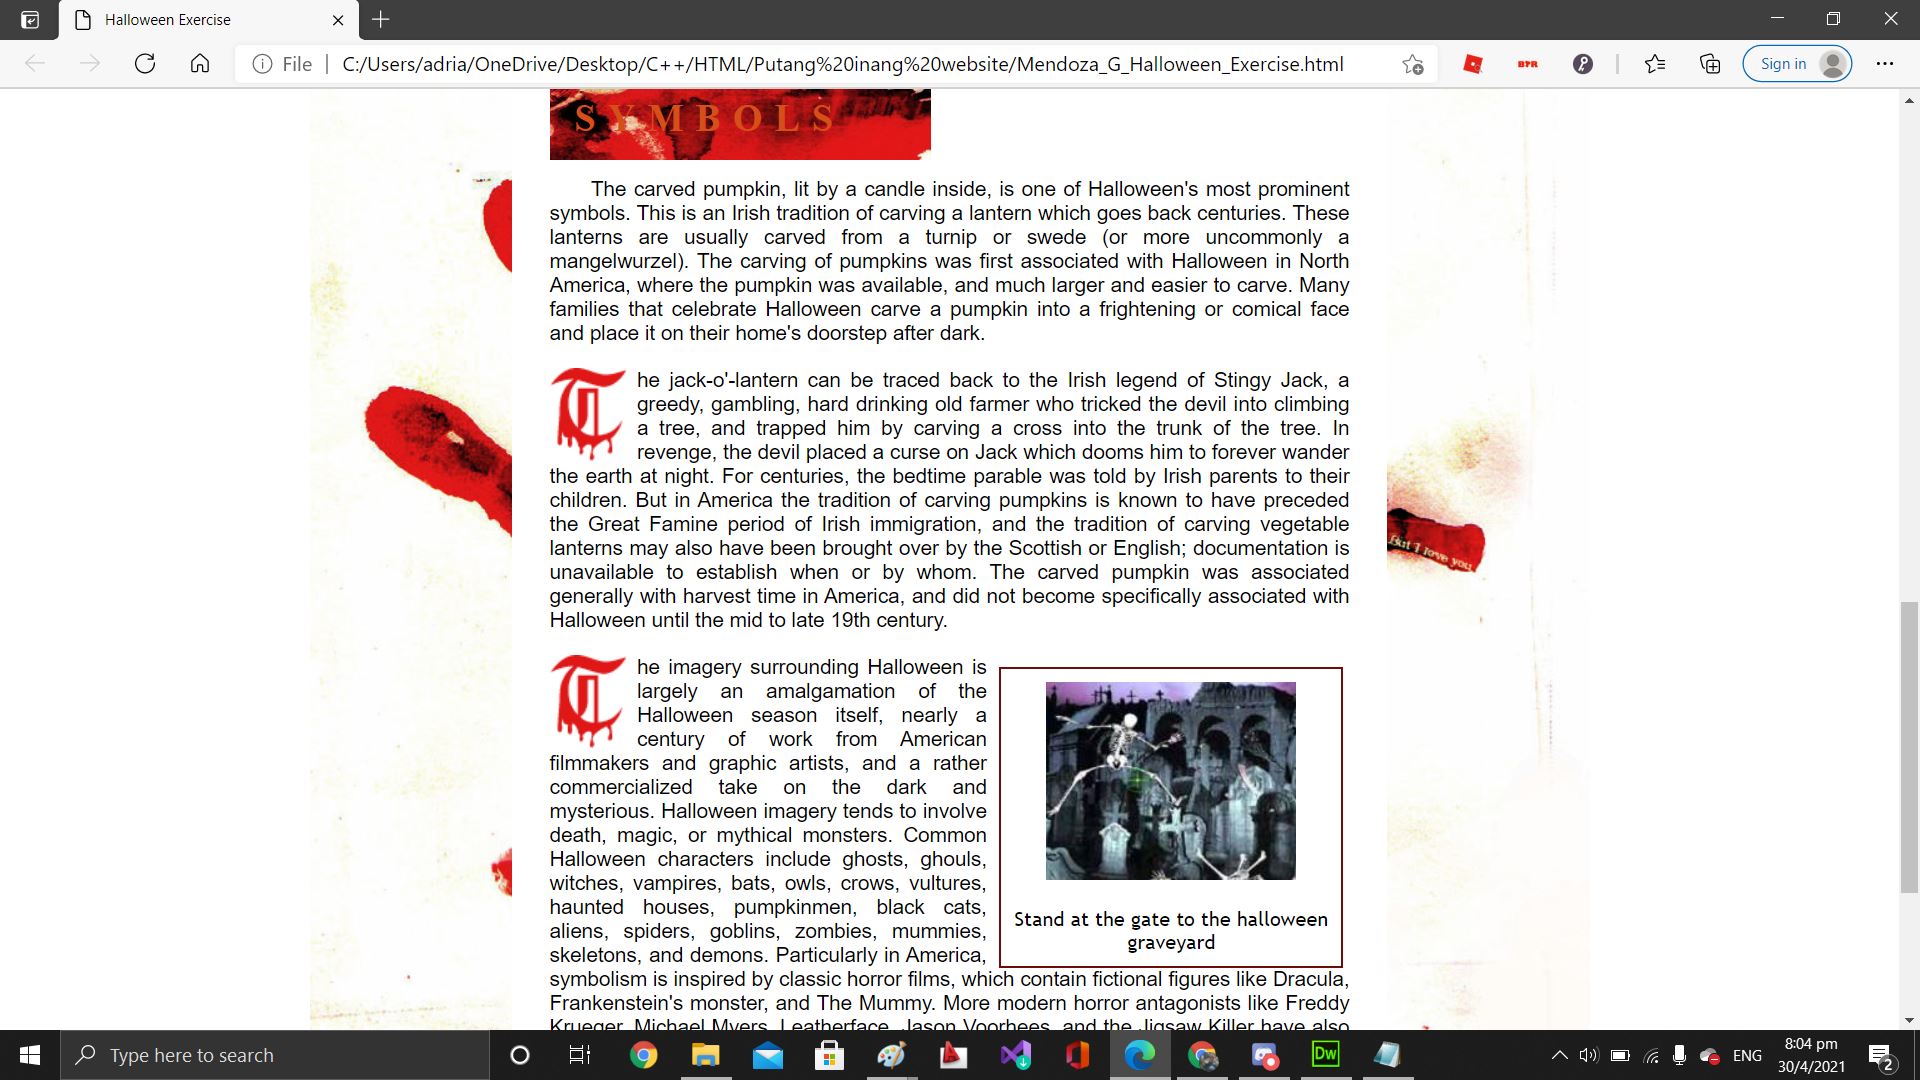 Halloween Exercise
File
C:/Users/adria/OneDrive/Desktop/C++/HTML/Putang%20inang%20website/Mendoza_G_Halloween_Exercise.html
BPR
Sign in
SYMBOLS
The carved pumpkin, lit by a candle inside, is one of Halloween's most prominent
symbols. This is an Irish tradition of carving a lantern which goes back centuries. These
lanterns are usually carved from a turnip or swede (or more uncommonly a
mangelwurzel). The carving of pumpkins was first associated with Halloween in North
America, where the pumpkin was available, and much larger and easier to carve. Many
families that celebrate Halloween carve a pumpkin into a frightening or comical face
and place it on their home's doorstep after dark.
The jack-o'-lantern can be traced back to the Irish legend of Stingy Jack, a
greedy, gambling, hard drinking old farmer who tricked the devil into climbing
a tree, and trapped him by carving a cross into the trunk of the tree. In
revenge, the devil placed a curse on Jack which dooms him to forever wander
the earth at night. For centuries, the bedtime parable was told by Irish parents to their
children. But in America the tradition of carving pumpkins is known to have preceded
the Great Famine period of Irish immigration, and the tradition of carving vegetable
lanterns may also have been brought over by the Scottish or English; documentation is
unavailable to establish when or by whom. The carved pumpkin was associated
generally with harvest time in America, and did not become specifically associated with
Halloween until the mid to late 19th century.
But I love you
The imagery surrounding Halloween is
largely an amalgamation of the
Halloween season itself, nearly a
century of work from American
filmmakers and graphic artists, and a rather
commercialized take on the dark and
mysterious. Halloween imagery tends to involve
death, magic, or mythical monsters. Common
Halloween characters include ghosts, ghouls,
witches, vampires, bats, owls, crows, vultures,
haunted houses, pumpkinmen, black cats,
aliens, spiders, goblins, zombies, mummies,
skeletons, and demons. Particularly in America,
symbolism is inspired by classic horror films, which contain fictional figures like Dracula,
Frankenstein's monster, and The Mummy. More modern horror antagonists like Freddy
Krueger, Michael Myers, Leatherface, Jason Voorhees, and the Jigsaw Killer have also
Stand at the gate to the halloween
graveyard
Type here to search
Dw
ENG
8:04 pm
30/4/2021
2